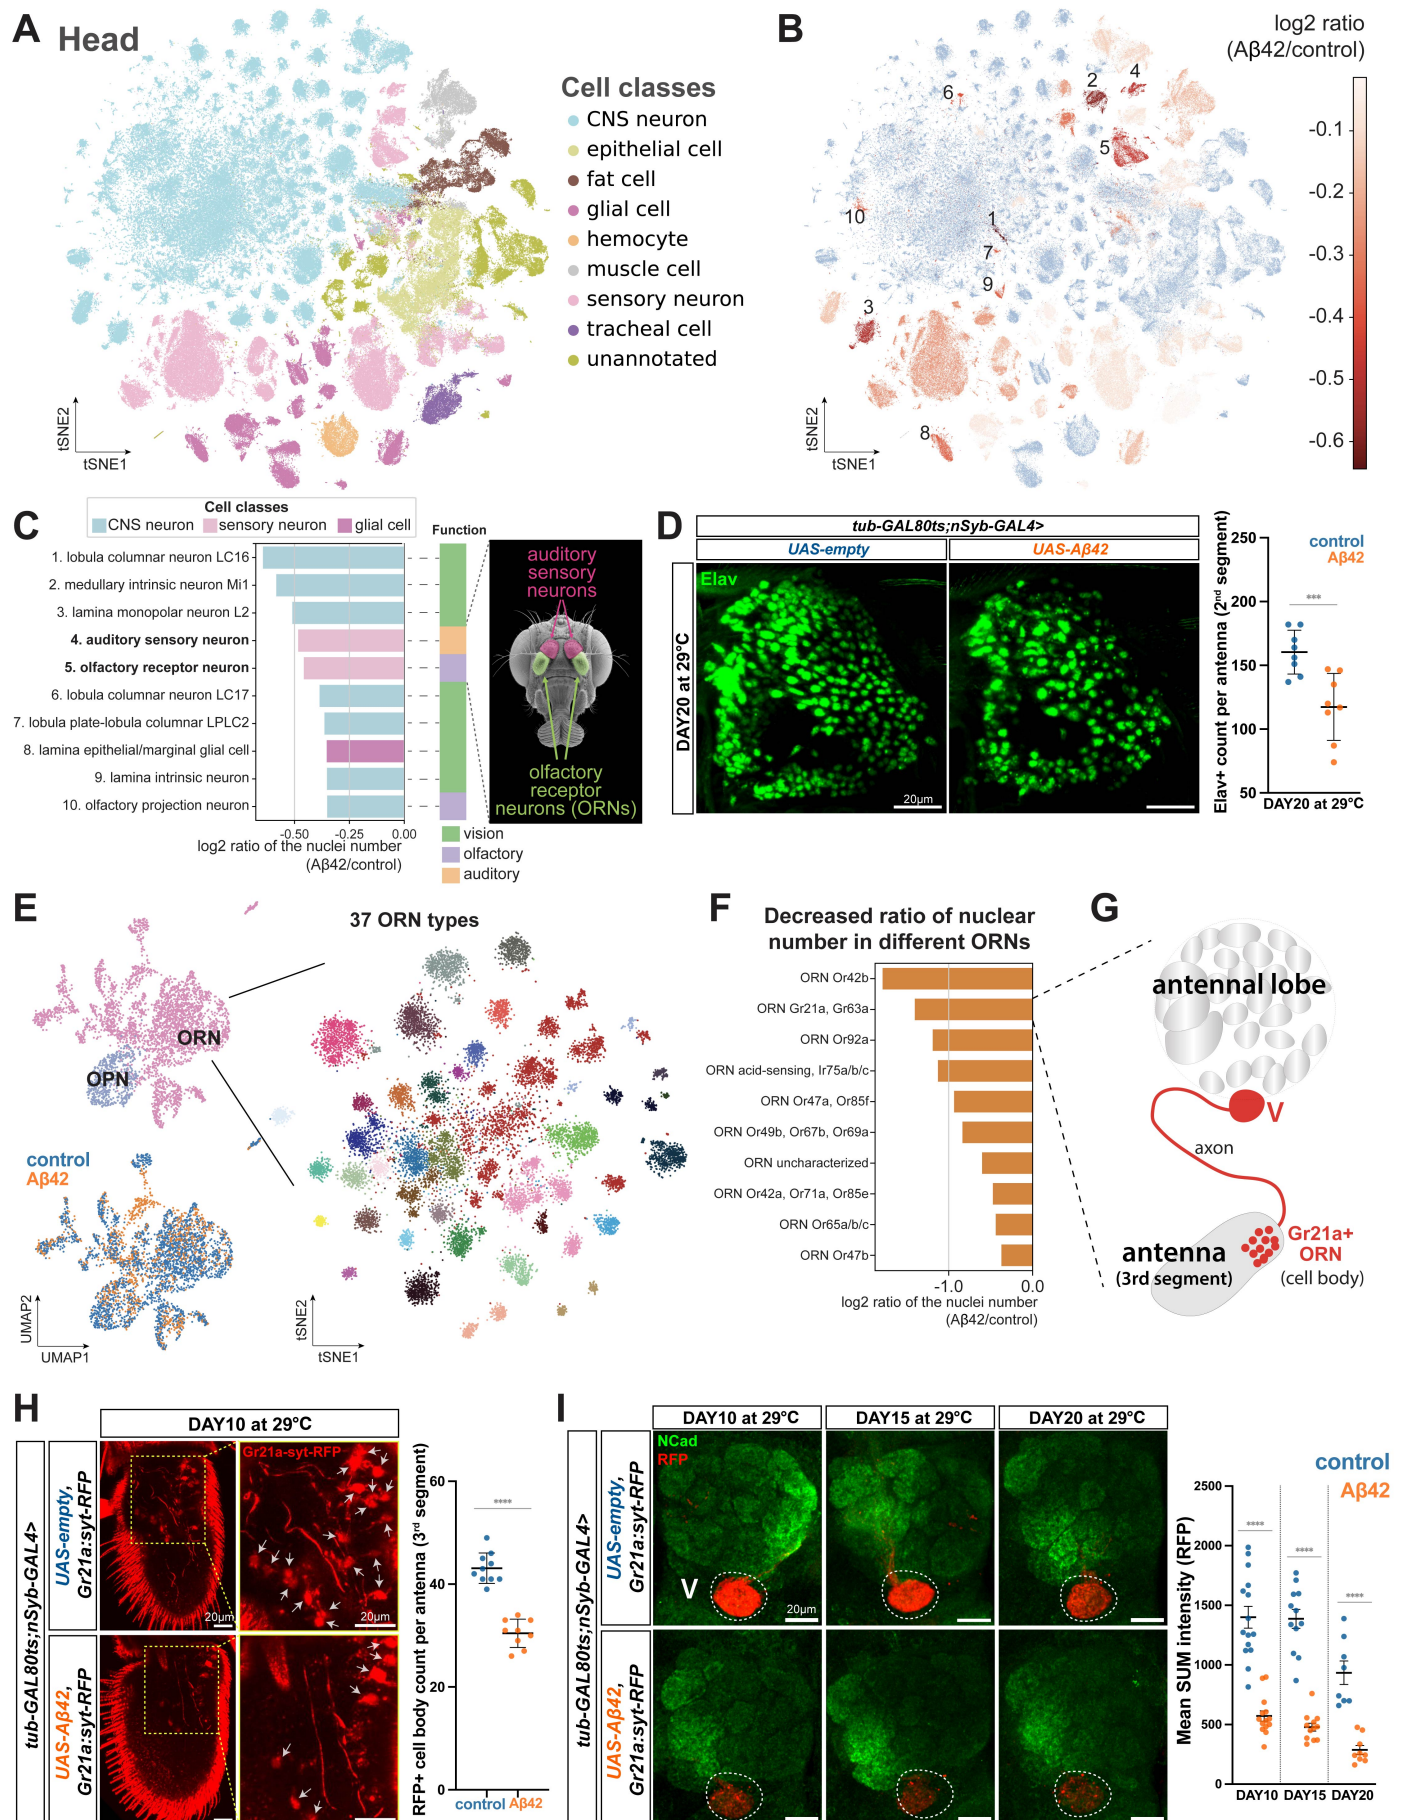 A
Head
Cell classes
CNS neuron
epithelial cell
fat cell
glial cell
hemocyte
muscle cell
sensory neuron
tracheal cell
unannotated
tSNE2
tSNE1
B
log2 ratio
(Aβ42/control)
-0.1
-0.2
-0.3
-0.4
-0.5
-0.6
1
2
3
4
5
6
7
8
9
10
tSNE2
tSNE1
C
Cell classes
CNS neuron
sensory neuron
glial cell
Function
1. lobula columnar neuron LC16
2. medullary intrinsic neuron Mi1
3. lamina monopolar neuron L2
4. auditory sensory neuron
5. olfactory receptor neuron
6. lobula columnar neuron LC17
7. lobula plate-lobula columnar LPLC2
8. lamina epithelial/marginal glial cell
9. lamina intrinsic neuron
10. olfactory projection neuron
-0.50
-0.25
0.00
log2 ratio of the nuclei number
(Aβ42/control)
vision
olfactory
auditory
auditory
sensory
neurons
olfactory
receptor
neurons (ORNs)
D
tub-GAL80ts;nSyb-GAL4>
UAS-empty
UAS-Aβ42
DAY20 at 29°C
Elav
20μm
Elav+ count per antenna (2nd segment)
250
200
150
100
50
control
Aβ42
***
DAY20 at 29°C
E
37 ORN types
ORN
OPN
control
Aβ42
UMAP2
UMAP1
tSNE2
tSNE1
F
Decreased ratio of nuclear
number in different ORNs
ORN Or42b
ORN Gr21a, Gr63a
ORN Or92a
ORN acid-sensing, Ir75a/b/c
ORN Or47a, Or85f
ORN Or49b, Or67b, Or69a
ORN uncharacterized
ORN Or42a, Or71a, Or85e
ORN Or65a/b/c
ORN Or47b
-1.0
0.0
log2 ratio of the nuclei number
(Aβ42/control)
G
antennal lobe
V
axon
antenna
(3rd segment)
Gr21a+
ORN
(cell body)
H
DAY10 at 29°C
tub-GAL80ts;nSyb-GAL4>
UAS-empty,
Gr21a:syt-RFP
UAS-Aβ42,
Gr21a:syt-RFP
Gr21a-syt-RFP
20μm
20μm
RFP+ cell body count per antenna (3rd segment)
60
40
20
0
****
control
Aβ42
I
DAY10 at 29°C
DAY15 at 29°C
DAY20 at 29°C
tub-GAL80ts;nSyb-GAL4>
UAS-empty,
Gr21a:syt-RFP
UAS-Aβ42,
Gr21a:syt-RFP
NCad
RFP
V
20μm
control
Aβ42
Mean SUM intensity (RFP)
2500
2000
1500
1000
500
0
****
****
****
DAY10
DAY15
DAY20